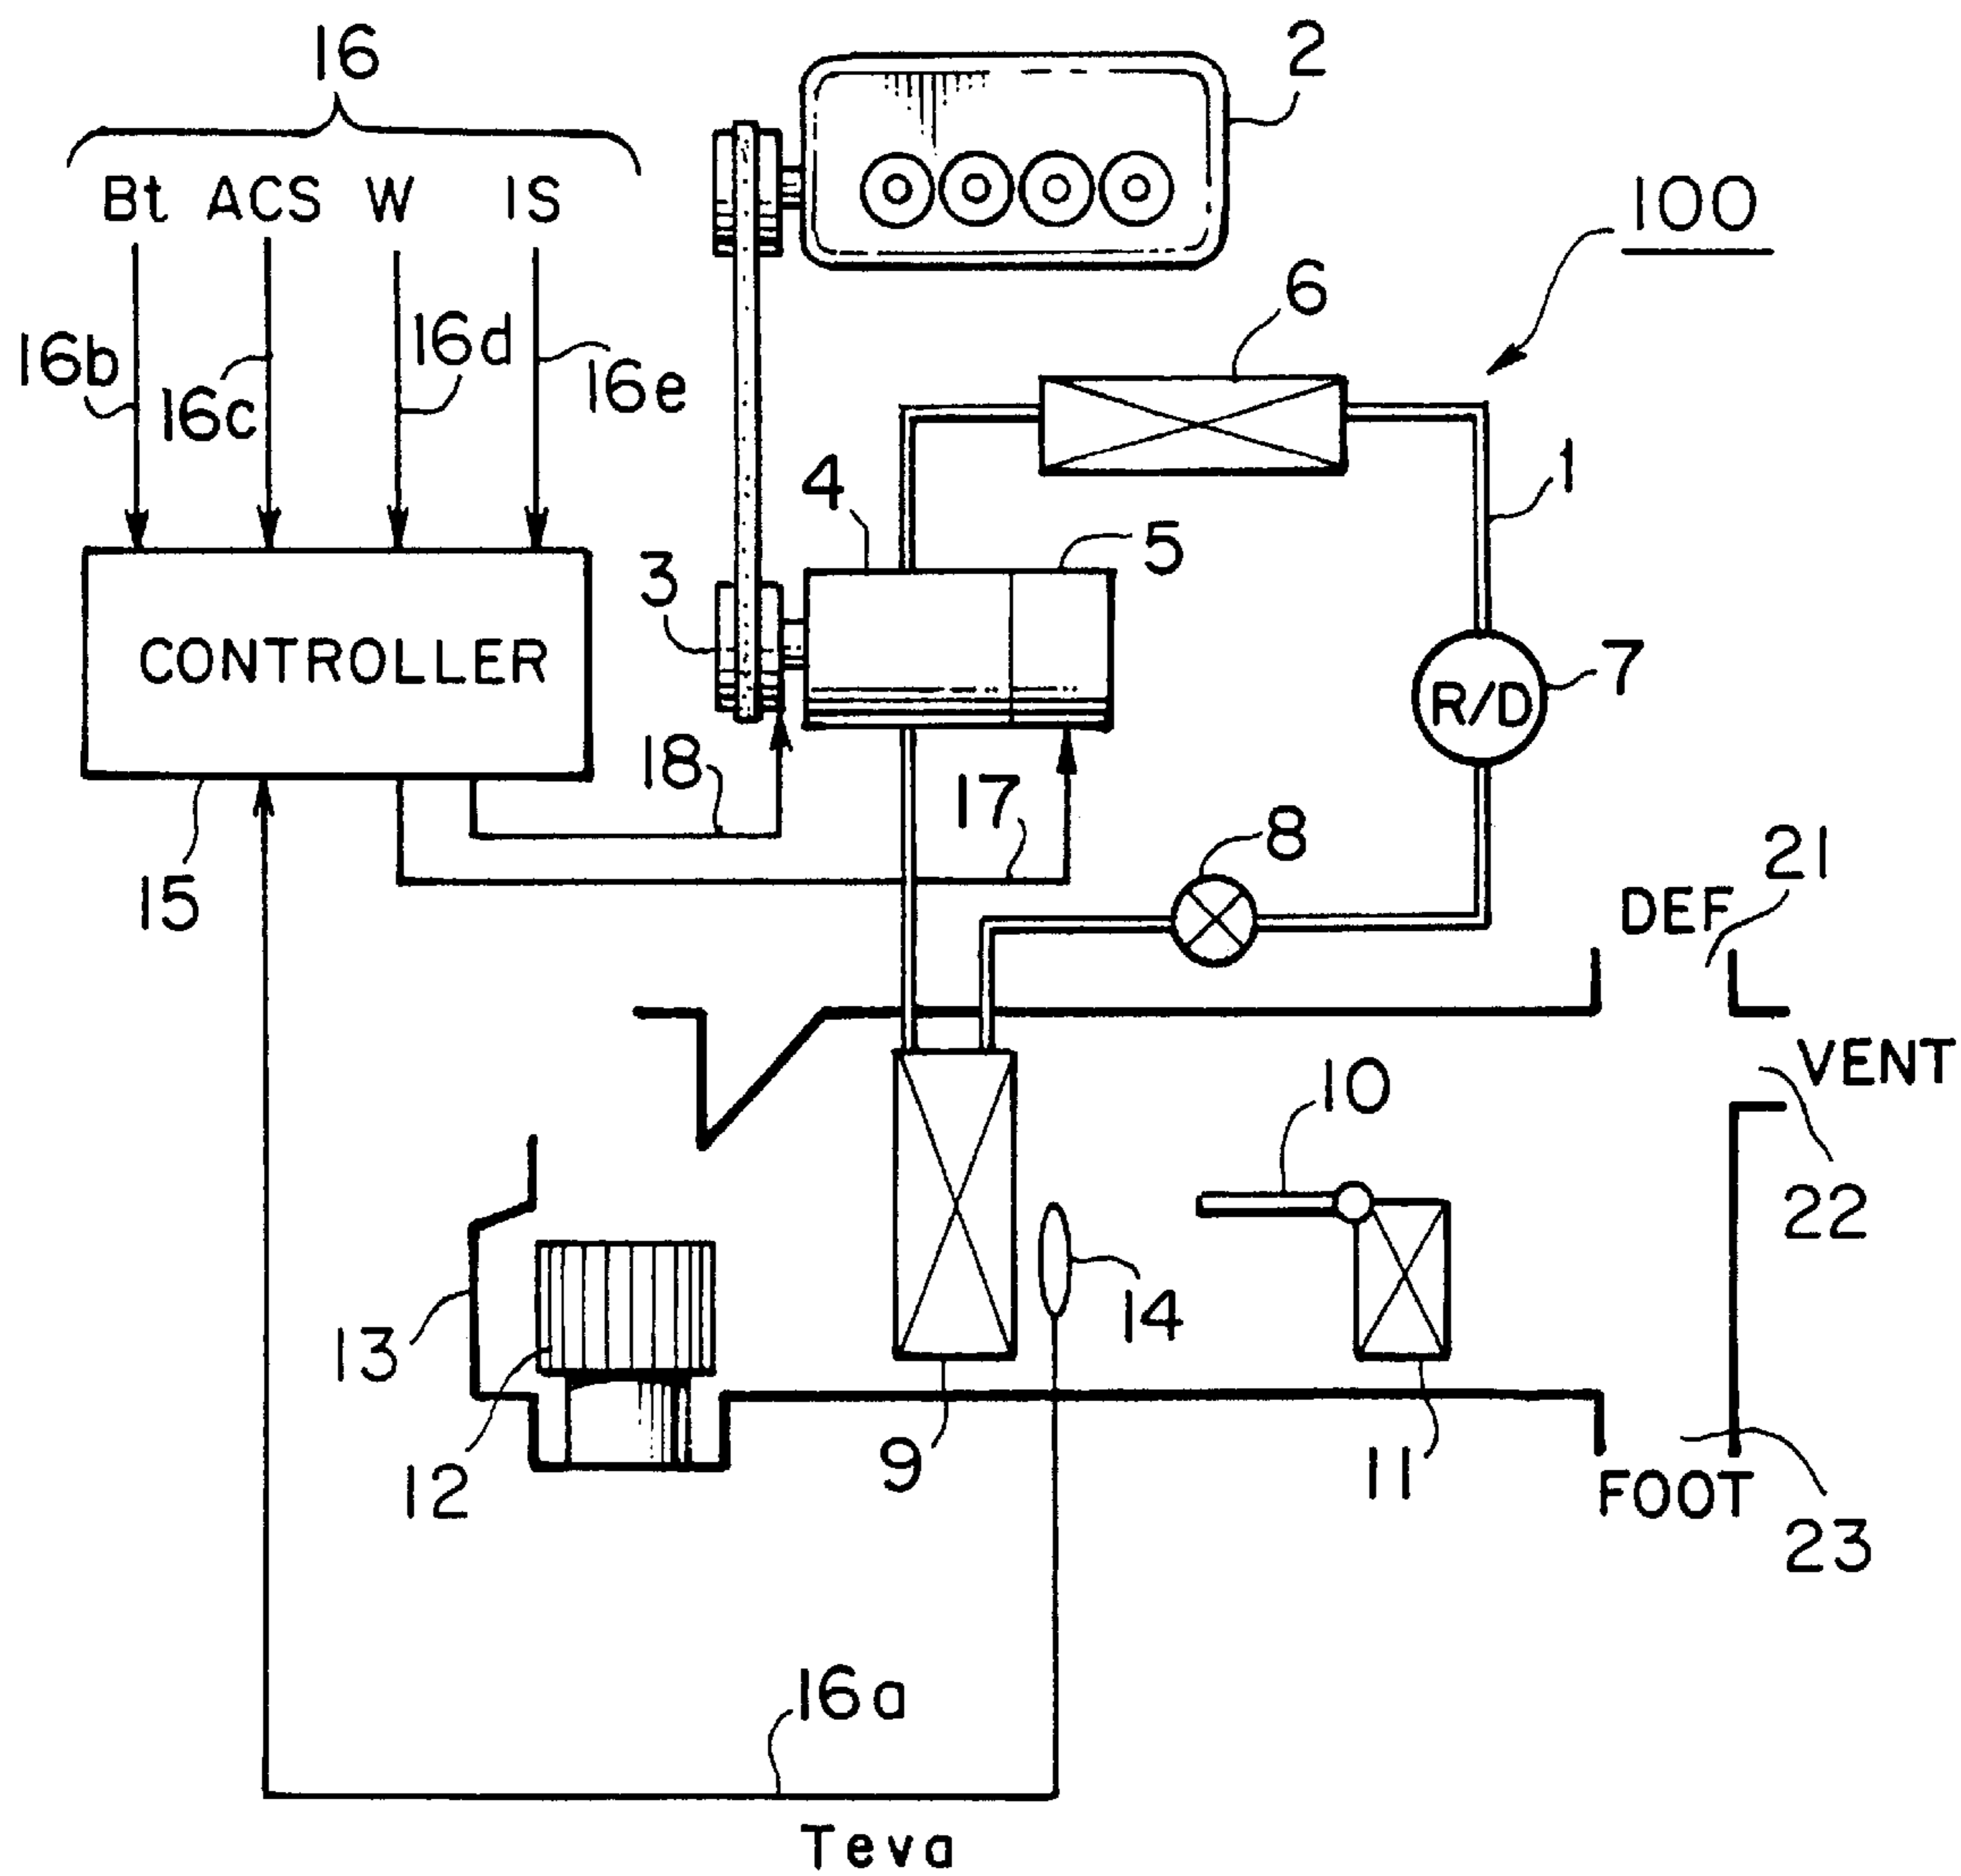 16
2
Bt ACS W IS
100
6
16b
16c
16d
16e
1
4
5
3
CONTROLLER
7
R/D
18
17
8
21
15
DEF
VENT
10
22
14
13
12
9
11
FOOT
23
16a
Teva